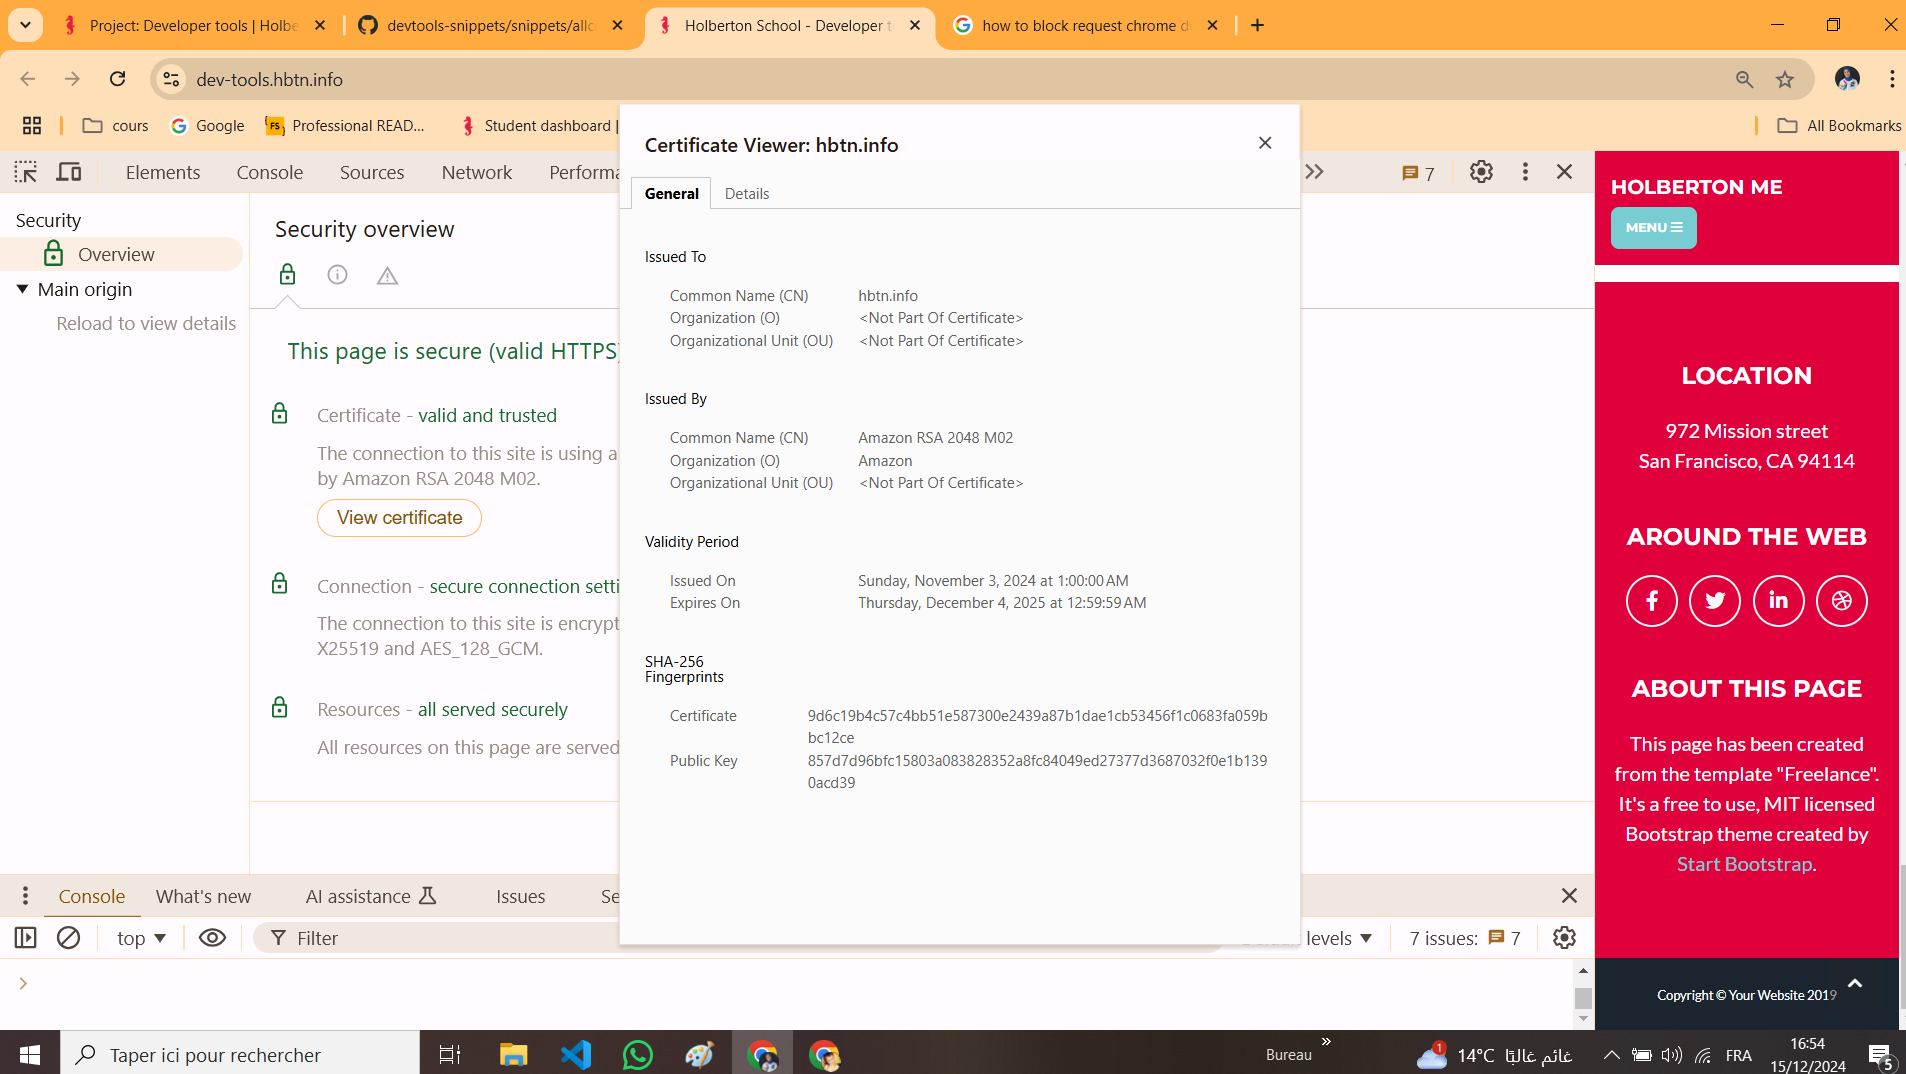 Project: Developer tools | Holbe
devtools-snippets/snippets/allc
Holberton School - Developer t
how to block request chrome d
dev-tools.hbtn.info
cours
Google
Professional READ...
Student dashboard |
All Bookmarks
Elements
Console
Sources
Network
Performa
7
Security
Overview
Main origin
Reload to view details
Security overview
This page is secure (valid HTTPS)
Certificate - valid and trusted
The connection to this site is using a
by Amazon RSA 2048 M02.
View certificate
Connection - secure connection setti
The connection to this site is encrypt
X25519 and AES_128_GCM.
Resources - all served securely
All resources on this page are served
Certificate Viewer: hbtn.info
General
Details
Issued To
Common Name (CN) hbtn.info
Organization (O) <Not Part Of Certificate>
Organizational Unit (OU) <Not Part Of Certificate>
Issued By
Common Name (CN) Amazon RSA 2048 M02
Organization (O) Amazon
Organizational Unit (OU) <Not Part Of Certificate>
Validity Period
Issued On Sunday, November 3, 2024 at 1:00:00 AM
Expires On Thursday, December 4, 2025 at 12:59:59 AM
SHA-256
Fingerprints
Certificate 9d6c19b4c57c4bb51e587300e2439a87b1dae1cb53456f1c0683fa059b
bc12ce
Public Key 857d7d96bfc15803a083828352a8fc84049ed27377d3687032f0e1b139
0acd39
HOLBERTON ME
MENU
LOCATION
972 Mission street
San Francisco, CA 94114
AROUND THE WEB
ABOUT THIS PAGE
This page has been created
from the template "Freelance".
It's a free to use, MIT licensed
Bootstrap theme created by
Start Bootstrap.
Copyright © Your Website 2019
Console
What's new
AI assistance
Issues
Se
top
Filter
levels
7 issues: 7
Taper ici pour rechercher
Bureau
1
14°C غائم غالبًا
FRA
16:54
15/12/2024
5